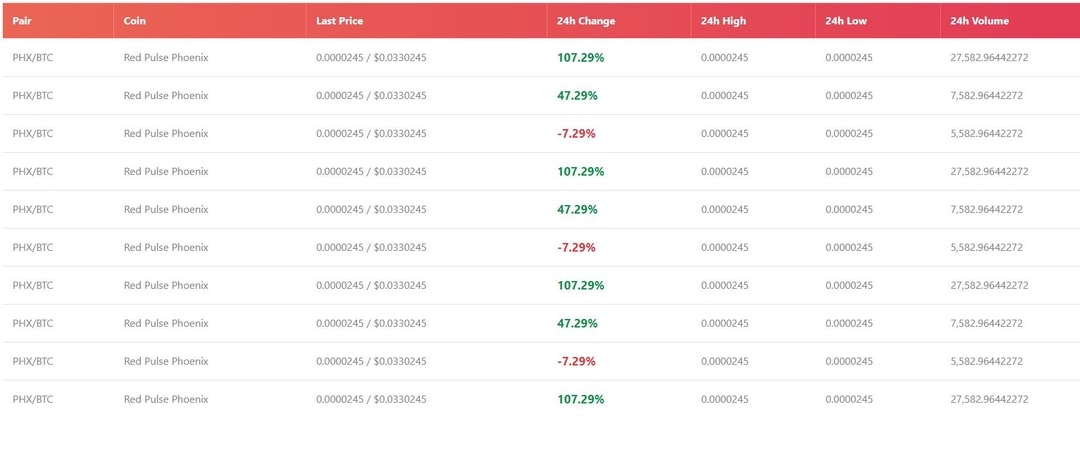 Pair Coin Last Price 24h Change 24h High 24h Low 24h Volume
PHX/BTC Red Pulse Phoenix 0.0000245 / $0.0330245 107.29% 0.0000245 0.0000245 27,582.96442272
PHX/BTC Red Pulse Phoenix 0.0000245 / $0.0330245 47.29% 0.0000245 0.0000245 7,582.96442272
PHX/BTC Red Pulse Phoenix 0.0000245 / $0.0330245 -7.29% 0.0000245 0.0000245 5,582.96442272
PHX/BTC Red Pulse Phoenix 0.0000245 / $0.0330245 107.29% 0.0000245 0.0000245 27,582.96442272
PHX/BTC Red Pulse Phoenix 0.0000245 / $0.0330245 47.29% 0.0000245 0.0000245 7,582.96442272
PHX/BTC Red Pulse Phoenix 0.0000245 / $0.0330245 -7.29% 0.0000245 0.0000245 5,582.96442272
PHX/BTC Red Pulse Phoenix 0.0000245 / $0.0330245 107.29% 0.0000245 0.0000245 27,582.96442272
PHX/BTC Red Pulse Phoenix 0.0000245 / $0.0330245 47.29% 0.0000245 0.0000245 7,582.96442272
PHX/BTC Red Pulse Phoenix 0.0000245 / $0.0330245 -7.29% 0.0000245 0.0000245 5,582.96442272
PHX/BTC Red Pulse Phoenix 0.0000245 / $0.0330245 107.29% 0.0000245 0.0000245 27,582.96442272